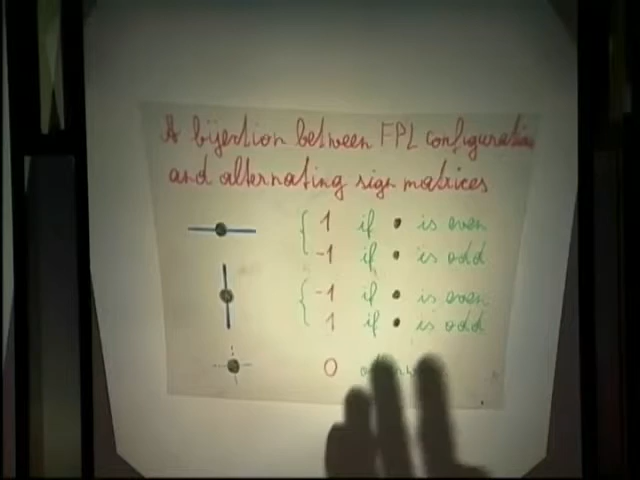 A bijection between FPL configuration
and alternating sign matrices
1 if • is even
-1 if • is odd
-1 if • is even
1 if • is odd
0